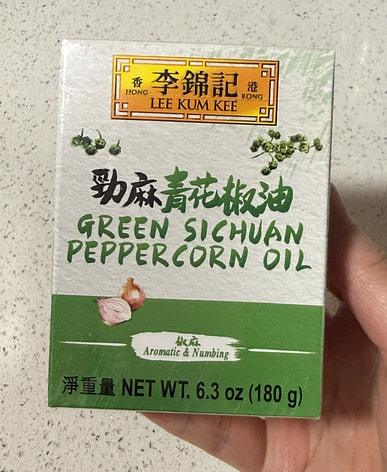 香 李錦記 港
HONG LEE KUM KEE KONG
勁麻青花椒油
GREEN SICHUAN
PEPPERCORN OIL
椒麻
Aromatic & Numbing
淨重量 NET WT. 6.3 oz (180 g)